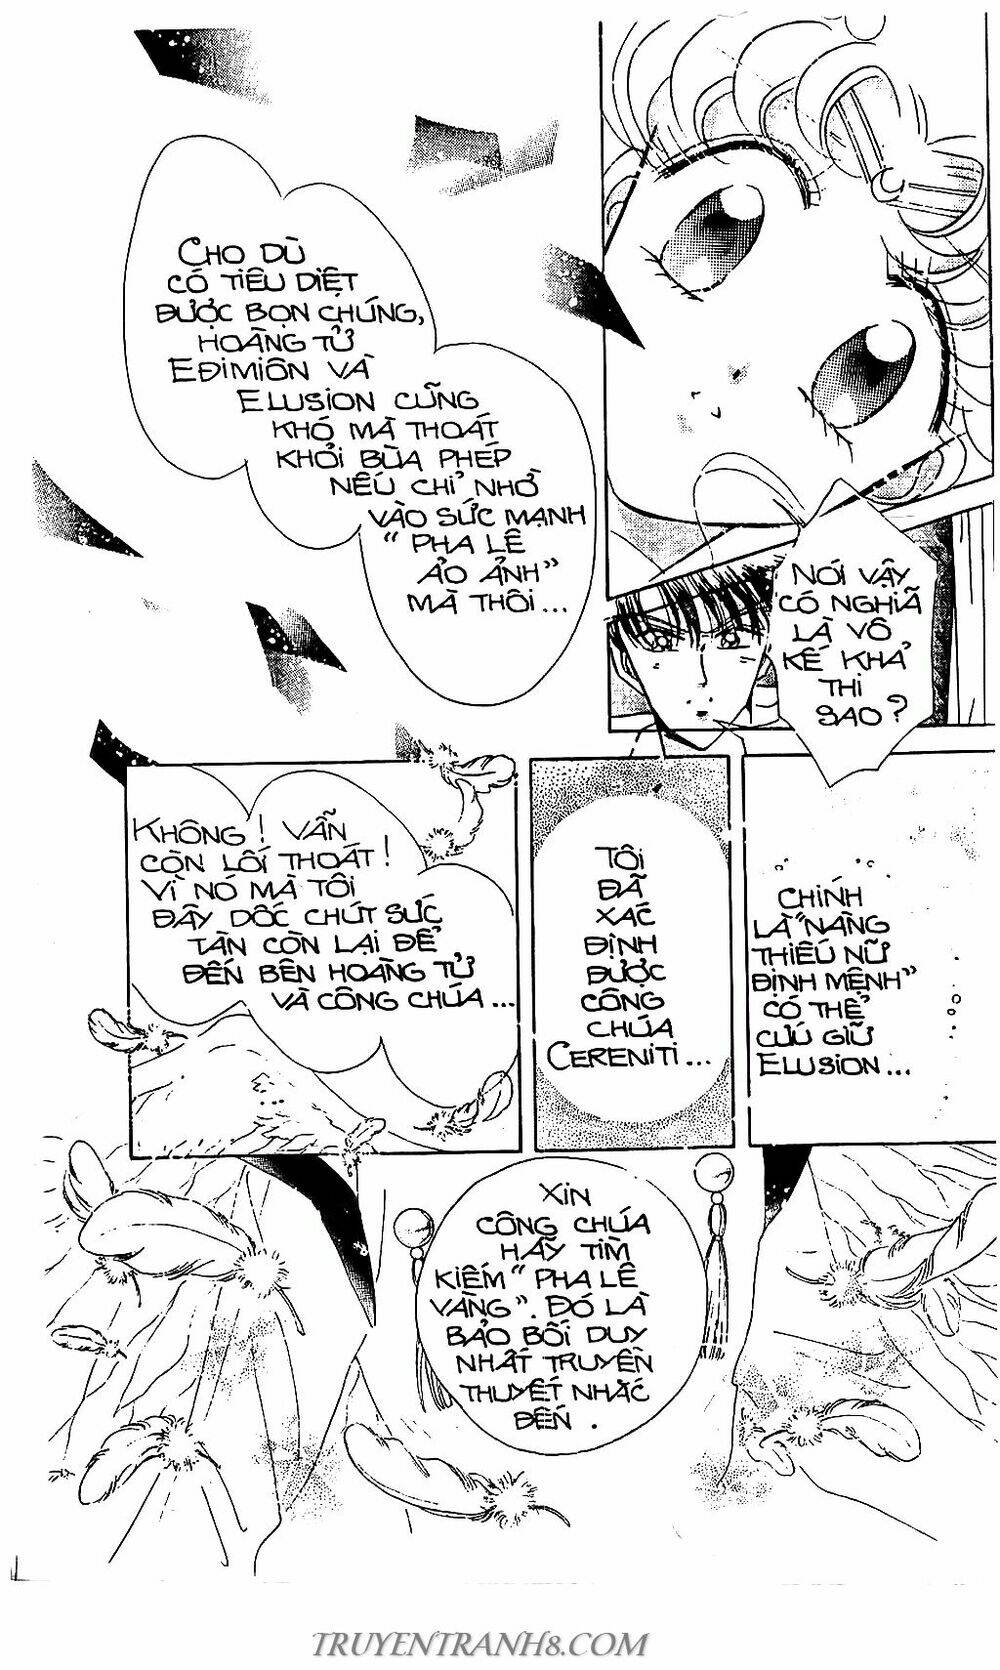 CHO DÙ
CÓ TIÊU DIỆT
ĐƯỢC BỌN CHÚNG,
HOÀNG TỬ
EĐIMIÔN VÀ
ELUSION CŨNG
KHÓ MÀ THOÁT
KHỎI BÙA PHÉP
NẾU CHỈ NHỜ
VÀO SỨC MẠNH
“PHA LÊ
ẢO ẢNH”
MÀ THÔI...
NÓI VẬY
CÓ NGHIÃ
LÀ VÔ
KẾ KHẢ
THI
SAO?
KHÔNG! VẪN
CÒN LỐI THOÁT!
VÌ NÓ MÀ TÔI
ĐÂY DỐC CHÚT SỨC
TÀN CÒN LẠI ĐỂ
ĐẾN BÊN HOÀNG TỬ
VÀ CÔNG CHÚA...
TÔI
ĐÃ
XÁC
ĐỊNH
ĐƯỢC
CÔNG
CHÚA
CERENITI...
CHÍNH
LÀ “NÀNG
THIẾU NỮ
ĐỊNH MỆNH”
CÓ THỂ
CỨU GIỮ
ELUSION...
XIN
CÔNG CHÚA
HÃY TÌM
KIẾM “PHA LÊ
VÀNG”. ĐÓ LÀ
BẢO BỐI DUY
NHẤT TRUYỀN
THUYẾT NHẮC
ĐẾN.
TRUYENTRANH8.COM